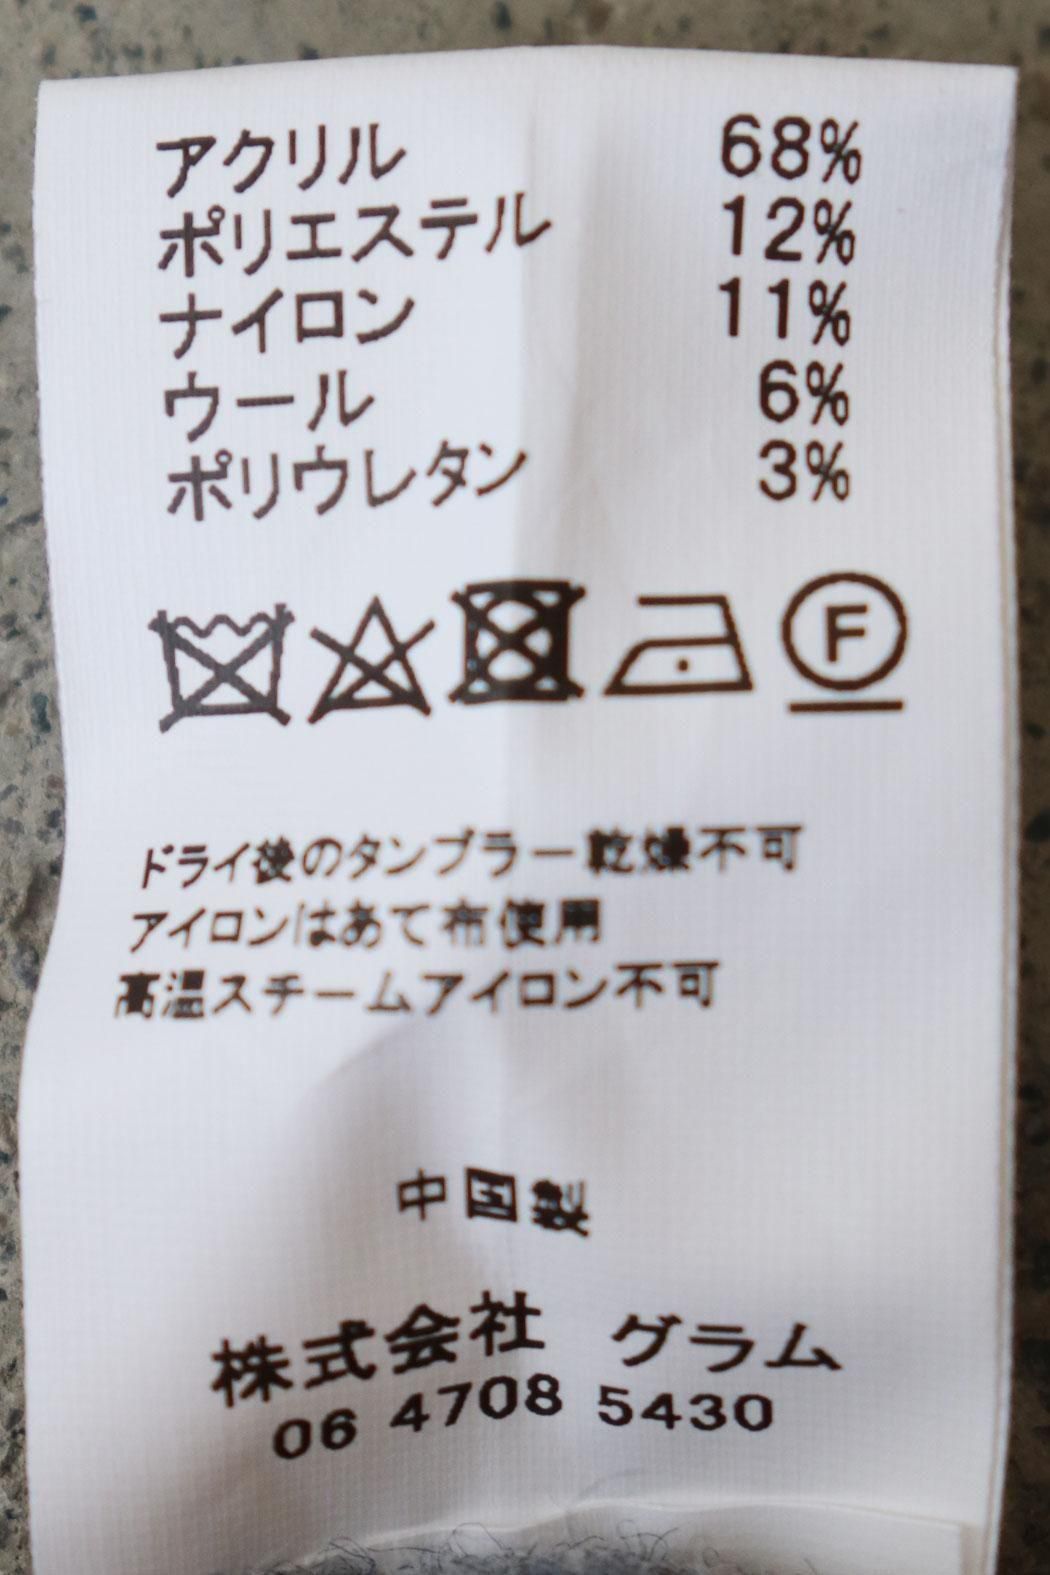 アクリル 68%
ポリエステル 12%
ナイロン 11%
ウール 6%
ポリウレタン 3%
F
ドライ後のタンブラー乾燥不可
アイロンはあて布使用
高温スチームアイロン不可
中国製
株式会社 グラム
06 4708 5430